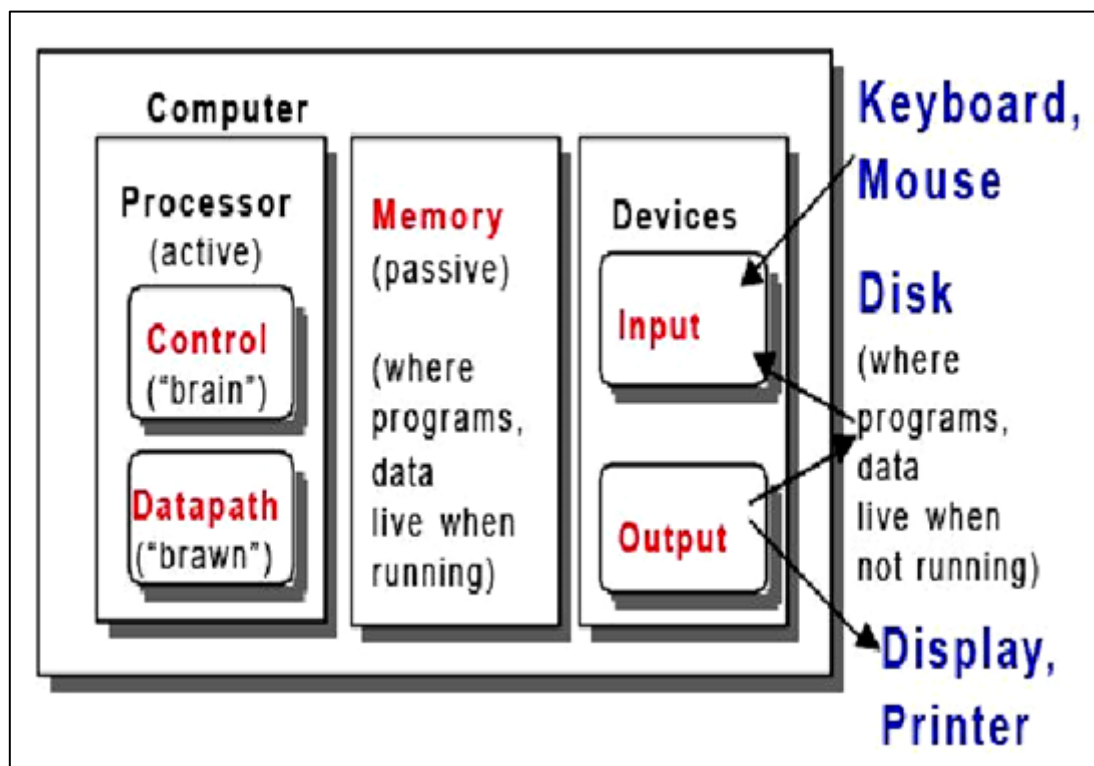 Computer
Processor
(active)
Control
("brain")
Datapath
("brawn")
Memory
(passive)
(where
programs,
data
live when
running)
Devices
Input
Output
Keyboard,
Mouse
Disk
(where
programs,
data
live when
not running)
Display,
Printer